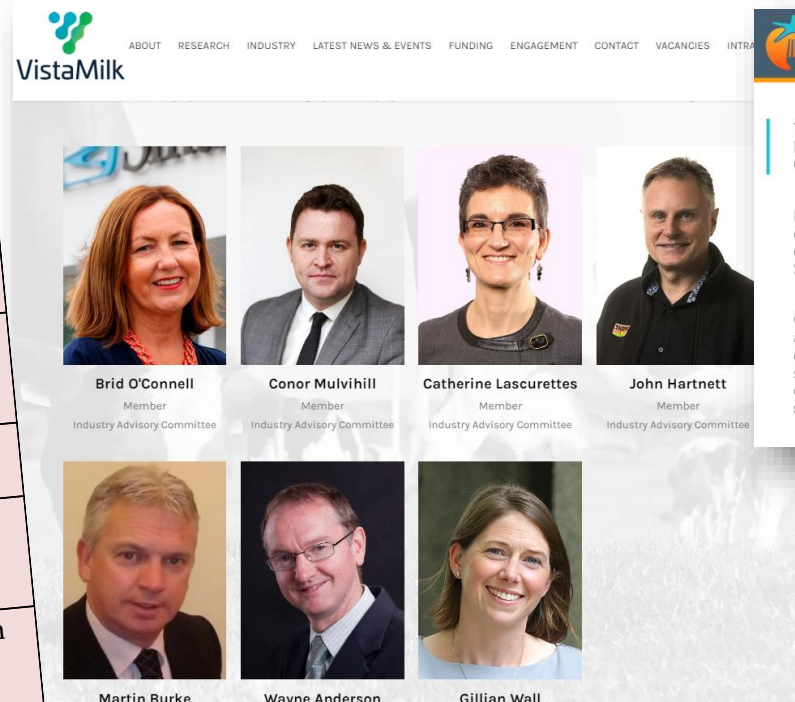 VistaMilk
ABOUT RESEARCH INDUSTRY LATEST NEWS & EVENTS FUNDING ENGAGEMENT CONTACT VACANCIES INTRA
Brid O'Connell Conor Mulvihill Catherine Lascurettes John Hartnett
Member Member Member Member
Industry Advisory Committee Industry Advisory Committee Industry Advisory Committee Industry Advisory Committee
Martin Burke Wayne Anderson Gillian Wall